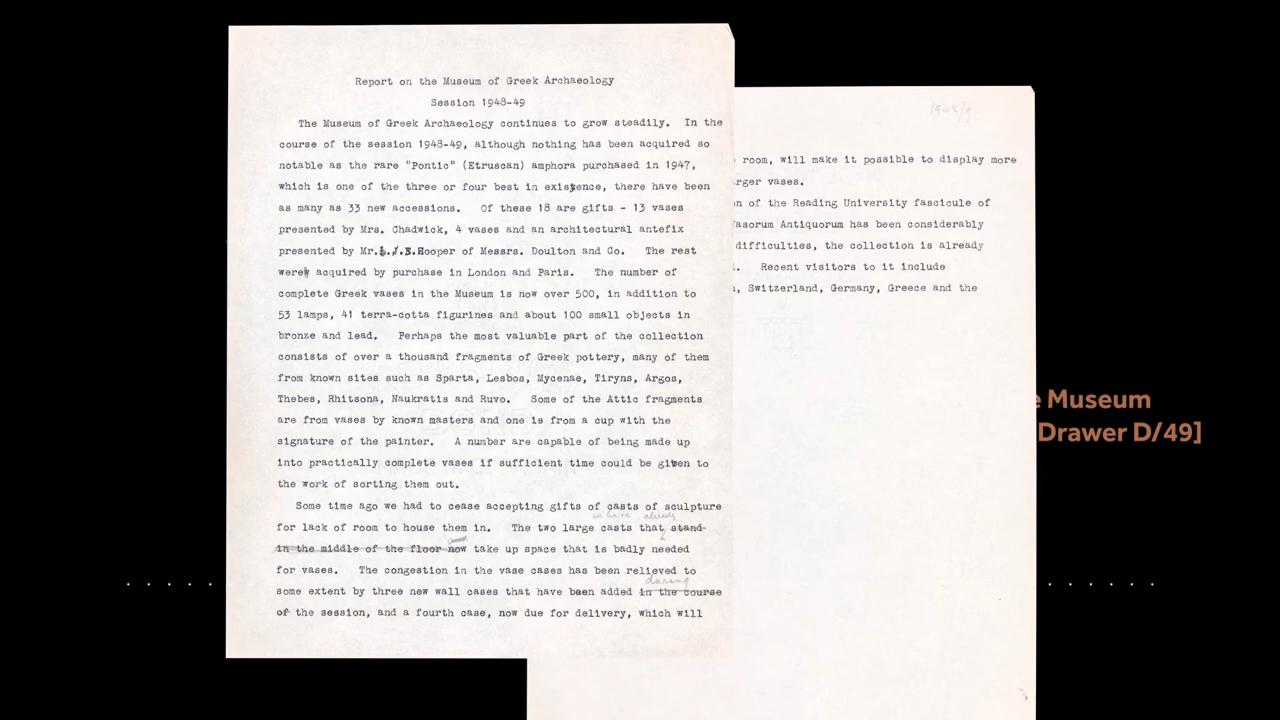 Report on the Museum of Greek Archaeology
Session 1948-49
The Museum of Greek Archaeology continues to grow steadily. In the
course of the session 1948-49, although nothing has been acquired so
notable as the rare "Pontic" (Etruscan) amphora purchased in 1947,
which is one of the three or four best in existence, there have been
as many as 33 new accessions. Of these 18 are gifts - 13 vases
presented by Mrs. Chadwick, 4 vases and an architectural antefix
presented by Mr. Hooper of Messrs. Doulton and Co. The rest
were acquired by purchase in London and Paris. The number of
complete Greek vases in the Museum is now over 500, in addition to
53 lamps, 41 terra-cotta figurines and about 100 small objects in
bronze and lead. Perhaps the most valuable part of the collection
consists of over a thousand fragments of Greek pottery, many of them
from known sites such as Sparta, Lesbos, Mycenae, Tiryns, Argos,
Thebes, Rhitsona, Naukratis and Ruvo. Some of the Attic fragments
are from vases by known masters and one is from a cup with the
signature of the painter. A number are capable of being made up
into practically complete vases if sufficient time could be given to
the work of sorting them out.
Some time ago we had to cease accepting gifts of casts of sculpture
we have already
for lack of room to house them in. The two large casts that stand
in the middle of the floor now take up space that is badly needed
for vases. The congestion in the vase cases has been relieved to
during
some extent by three new wall cases that have been added in the course
of the session, and a fourth case, now due for delivery, which will
1948/9
room, will make it possible to display more
rger vases.
n of the Reading University fascicule of
Vasorum Antiquorum has been considerably
difficulties, the collection is already
. Recent visitors to it include
, Switzerland, Germany, Greece and the
e Museum
Drawer D/49]